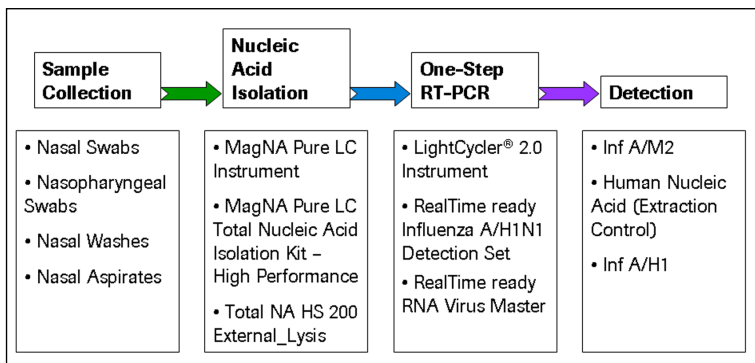 Sample
Collection
Nucleic
Acid
Isolation
One-Step
RT-PCR
Detection
• Nasal Swabs
• Nasopharyngeal
Swabs
• Nasal Washes
• Nasal Aspirates
• MagNA Pure LC
Instrument
• MagNA Pure LC
Total Nucleic Acid
Isolation Kit –
High Performance
• Total NA HS 200
External_Lysis
• LightCycler® 2.0
Instrument
• RealTime ready
Influenza A/H1N1
Detection Set
• RealTime ready
RNA Virus Master
• Inf A/M2
• Human Nucleic
Acid (Extraction
Control)
• Inf A/H1